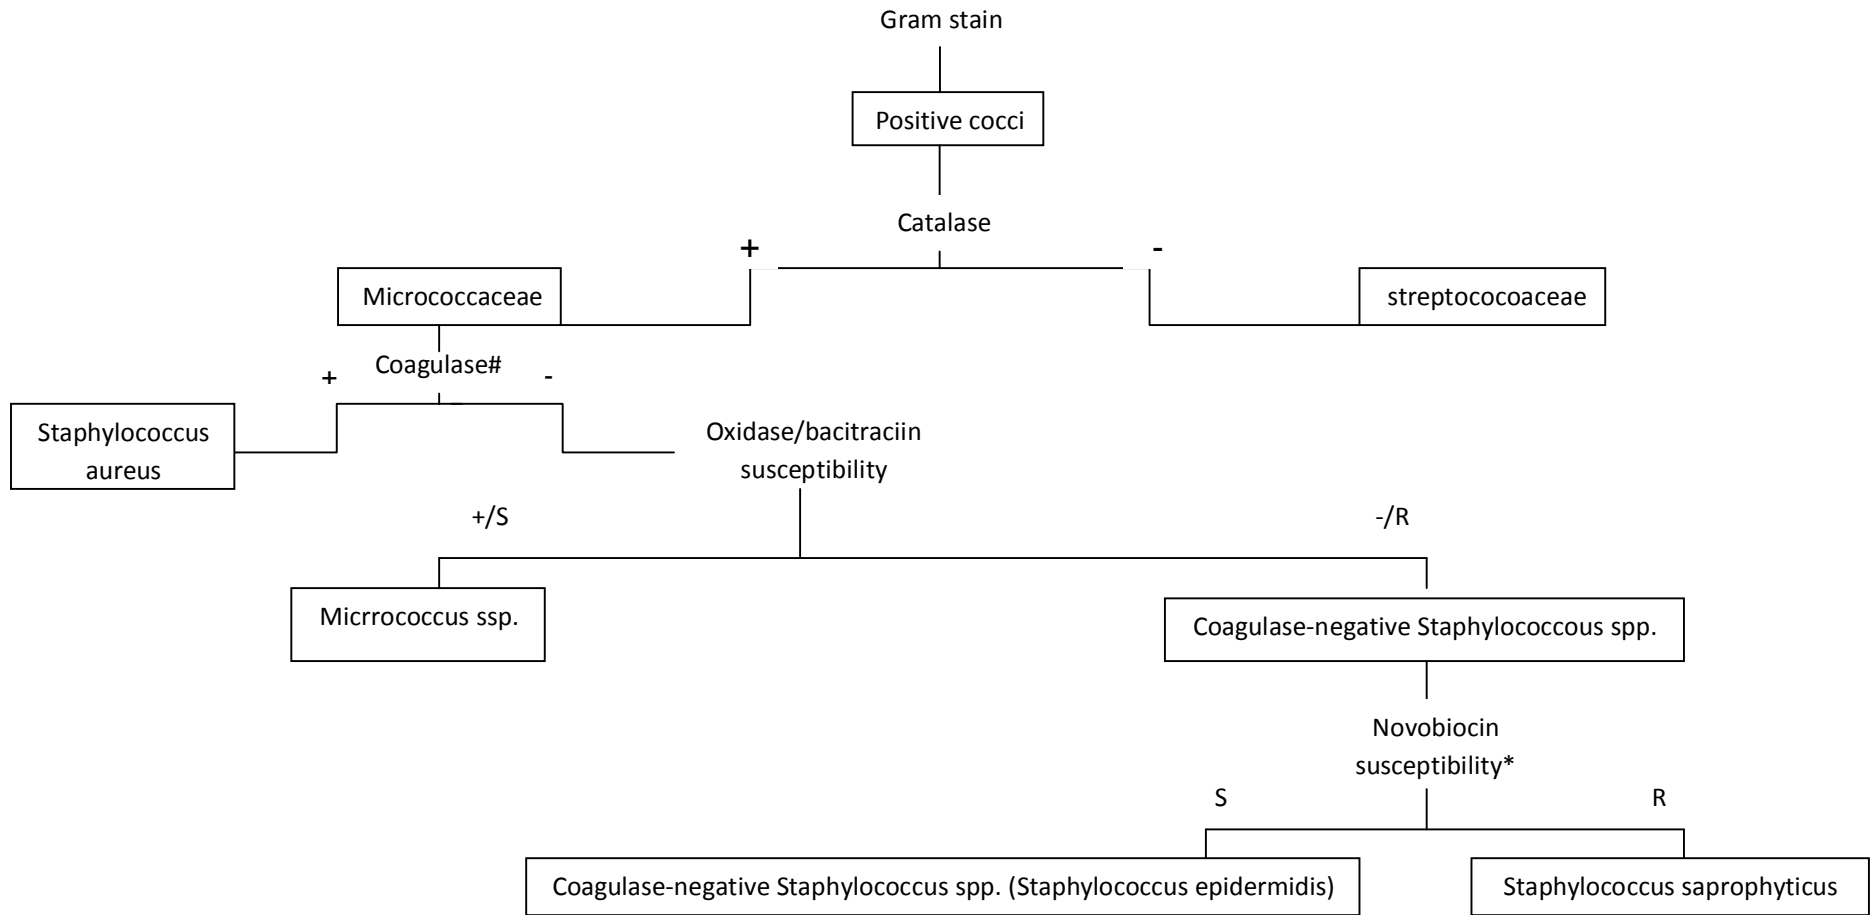 Gram stain
Positive cocci
Catalase
+
-
Micrococcaceae
streptococoaceae
Coagulase#
+
-
Staphylococcus
aureus
Oxidase/bacitraciin
susceptibility
+/S
-/R
Micrrococcus ssp.
Coagulase-negative Staphylococcous spp.
Novobiocin
susceptibility*
S
R
Coagulase-negative Staphylococcus spp. (Staphylococcus epidermidis)
Staphylococcus saprophyticus